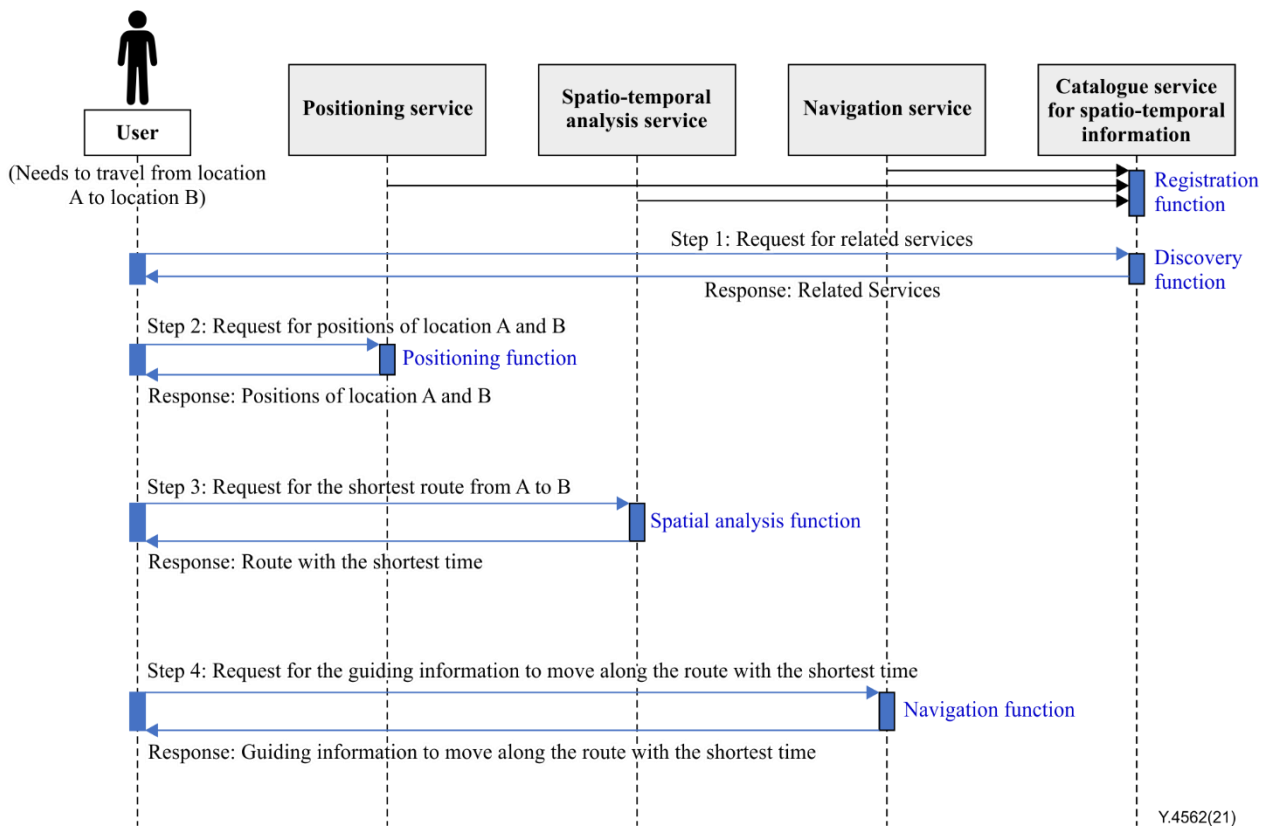 User
(Needs to travel from location
A to location B)
Positioning service
Spatio-temporal
analysis service
Navigation service
Catalogue service
for spatio-temporal
information
Registration
function
Step 1: Request for related services
Discovery
function
Response: Related Services
Step 2: Request for positions of location A and B
Positioning function
Response: Positions of location A and B
Step 3: Request for the shortest route from A to B
Spatial analysis function
Response: Route with the shortest time
Step 4: Request for the guiding information to move along the route with the shortest time
Navigation function
Response: Guiding information to move along the route with the shortest time
Y.4562(21)